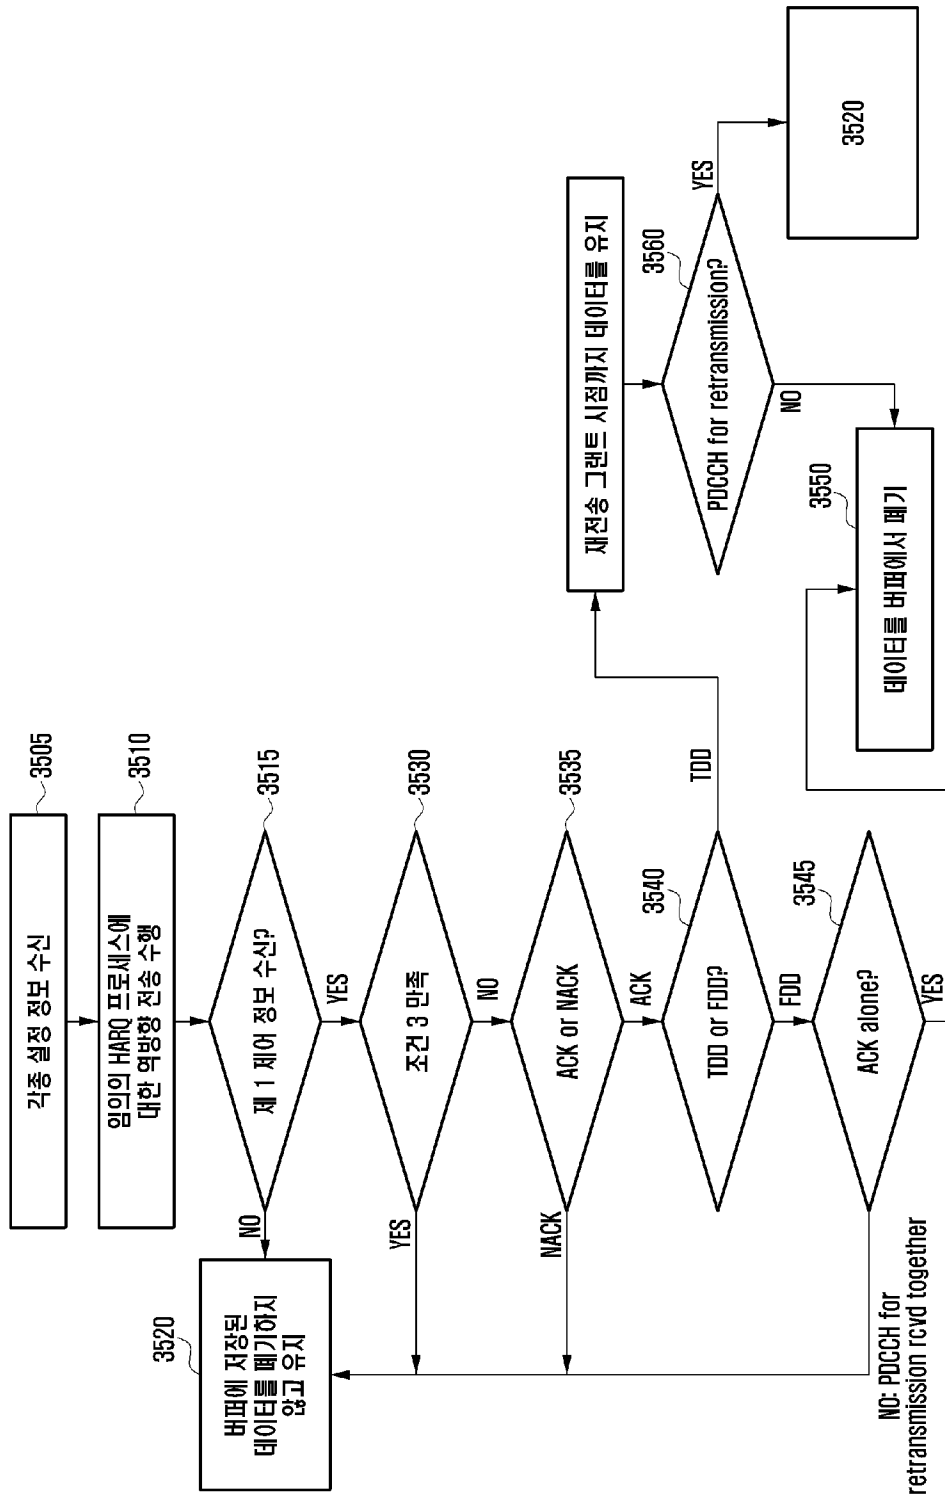 3505
각종 설정 정보 수신
3510
임의의 HARQ 프로세스에
대한 역방향 전송 수행
3515
제 1 제어 정보 수신?
NO
YES
3520
버퍼에 저장된
데이터를 폐기하지
않고 유지
3530
조건 3 만족
YES
NO
3535
ACK or NACK
NACK
ACK
3540
TDD or FDD?
TDD
FDD
3545
ACK alone?
YES
NO: PDCCH for
retransmission rcvd together
재전송 그랜트 시점까지 데이터를 유지
3560
PDCCH for retransmission?
YES
NO
3520
3550
데이터를 버퍼에서 폐기